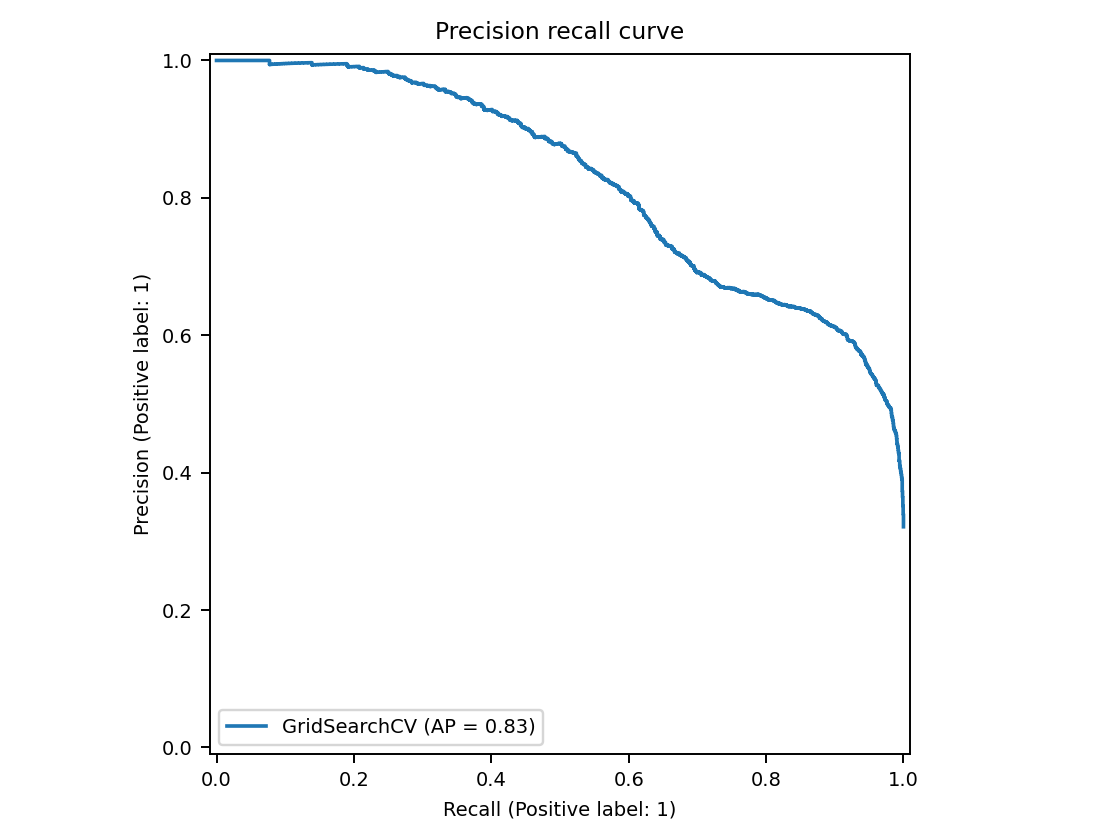 Precision recall curve
1.0
0.8
0.6
0.4
0.2
0.0
Precision (Positive label: 1)
GridSearchCV (AP = 0.83)
0.0 0.2 0.4 0.6 0.8 1.0
Recall (Positive label: 1)